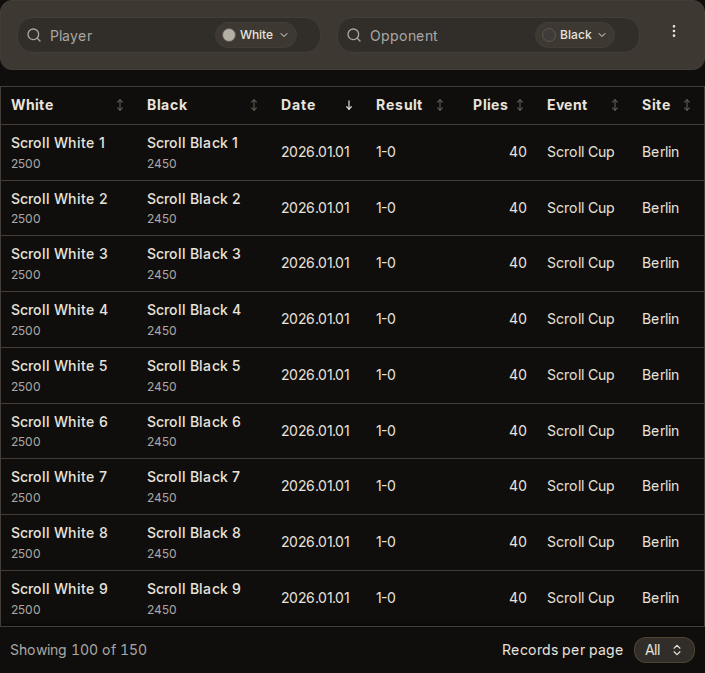 Player White Opponent Black
White Black Date Result Plies Event Site
Scroll White 1 Scroll Black 1 2026.01.01 1-0 40 Scroll Cup Berlin
2500 2450
Scroll White 2 Scroll Black 2 2026.01.01 1-0 40 Scroll Cup Berlin
2500 2450
Scroll White 3 Scroll Black 3 2026.01.01 1-0 40 Scroll Cup Berlin
2500 2450
Scroll White 4 Scroll Black 4 2026.01.01 1-0 40 Scroll Cup Berlin
2500 2450
Scroll White 5 Scroll Black 5 2026.01.01 1-0 40 Scroll Cup Berlin
2500 2450
Scroll White 6 Scroll Black 6 2026.01.01 1-0 40 Scroll Cup Berlin
2500 2450
Scroll White 7 Scroll Black 7 2026.01.01 1-0 40 Scroll Cup Berlin
2500 2450
Scroll White 8 Scroll Black 8 2026.01.01 1-0 40 Scroll Cup Berlin
2500 2450
Scroll White 9 Scroll Black 9 2026.01.01 1-0 40 Scroll Cup Berlin
2500 2450
Showing 100 of 150 Records per page All